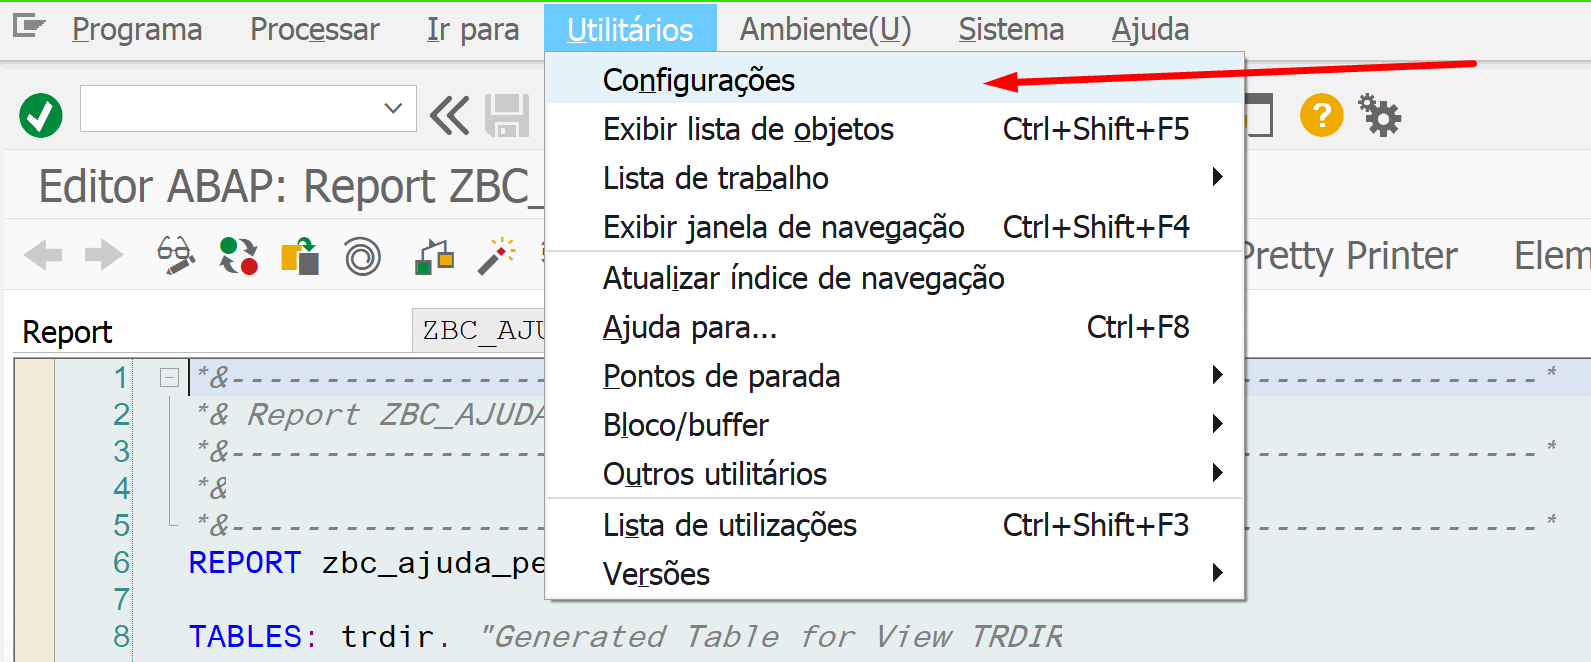 Programa Processar Ir para Utilitários Ambiente(U) Sistema Ajuda
Configurações
Exibir lista de objetos Ctrl+Shift+F5
Lista de trabalho
Exibir janela de navegação Ctrl+Shift+F4
Atualizar índice de navegação
Ajuda para... Ctrl+F8
Pontos de parada
Bloco/buffer
Outros utilitários
Lista de utilizações Ctrl+Shift+F3
Versões
?
Editor ABAP: Report ZBC_
Pretty Printer Elem
Report ZBC_AJU
1 *&---------------------------------*
2 *& Report ZBC_AJUDA
3 *&---------------------------------*
4 *&
5 *&---------------------------------*
6 REPORT zbc_ajuda_pe
7
8 TABLES: trdir. "Generated Table for View TRDIR